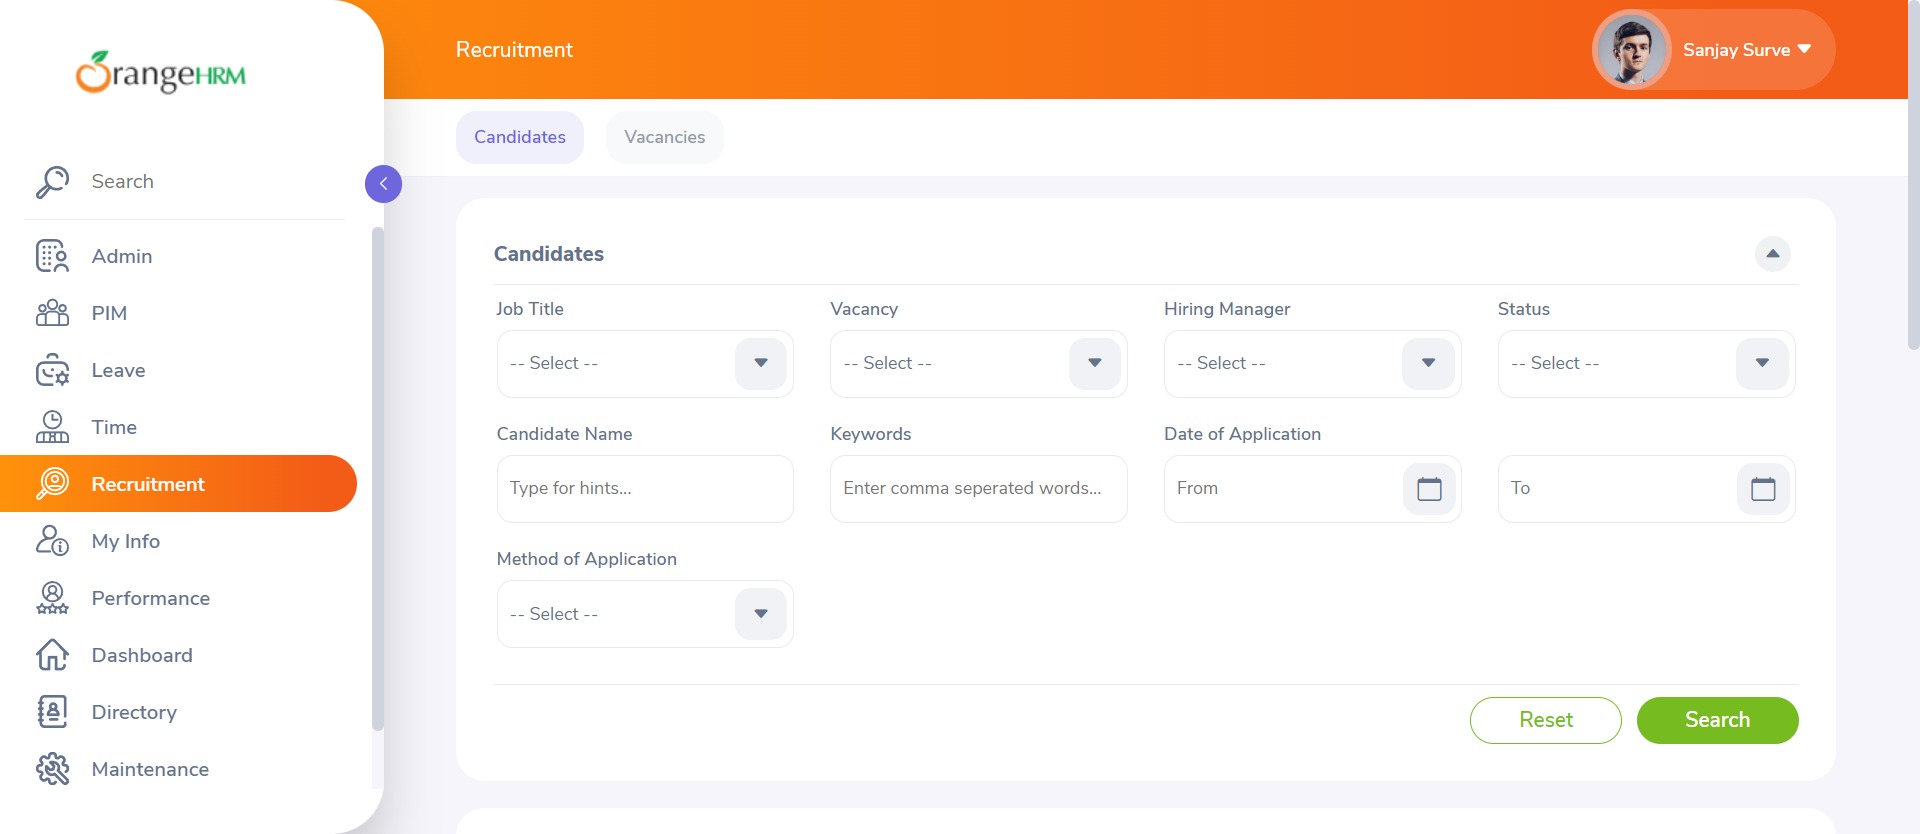 OrangeHRM
Recruitment
Sanjay Surve
Candidates
Vacancies
Search
Admin
PIM
Leave
Time
Recruitment
My Info
Performance
Dashboard
Directory
Maintenance
Candidates
Job Title
Vacancy
Hiring Manager
Status
-- Select --
-- Select --
-- Select --
-- Select --
Candidate Name
Keywords
Date of Application
Type for hints...
Enter comma seperated words...
From
To
Method of Application
-- Select --
Reset
Search